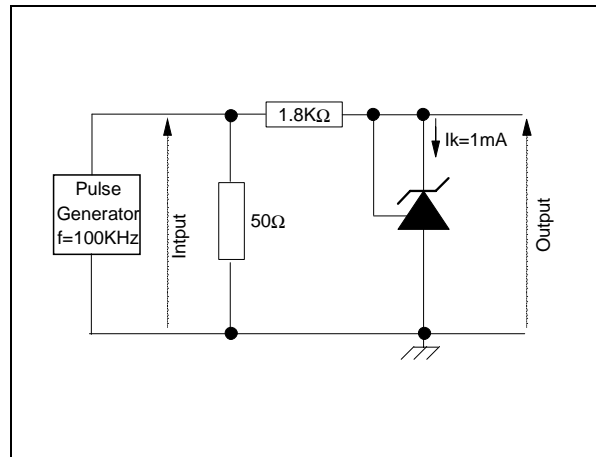 1.8KΩ
Ik=1mA
Pulse
Generator
f=100KHz
Intput
50Ω
Output